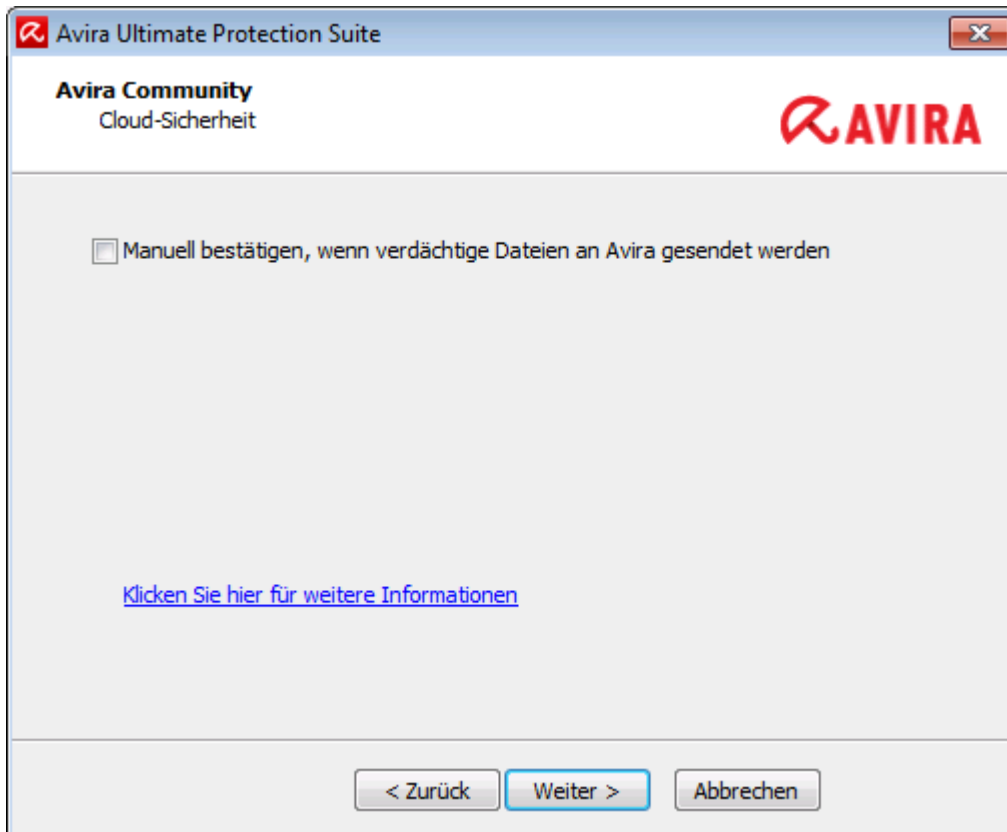 Avira Ultimate Protection Suite
Avira Community
Cloud-Sicherheit
AVIRA
Manuell bestätigen, wenn verdächtige Dateien an Avira gesendet werden
Klicken Sie hier für weitere Informationen
< Zurück
Weiter >
Abbrechen